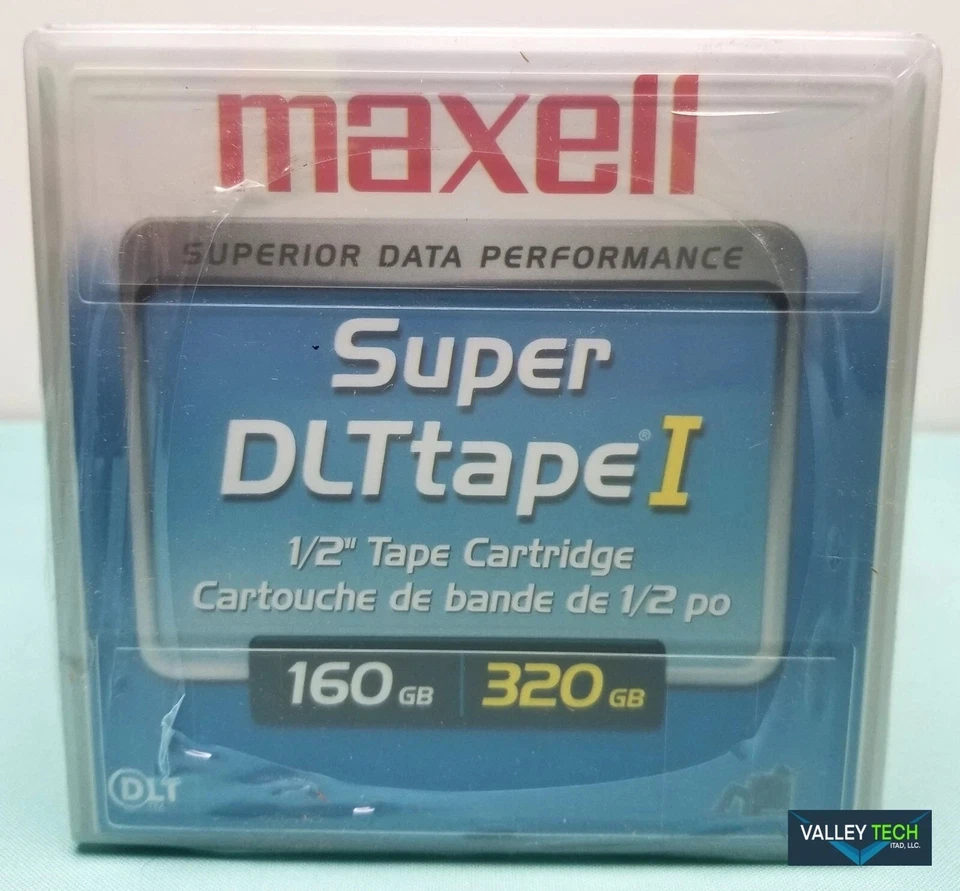 maxell
SUPERIOR DATA PERFORMANCE
Super
DLTtape® I
1/2" Tape Cartridge
Cartouche de bande de 1/2 po
160 GB 320 GB
DLT
VALLEY TECH
ITAD, LLC.